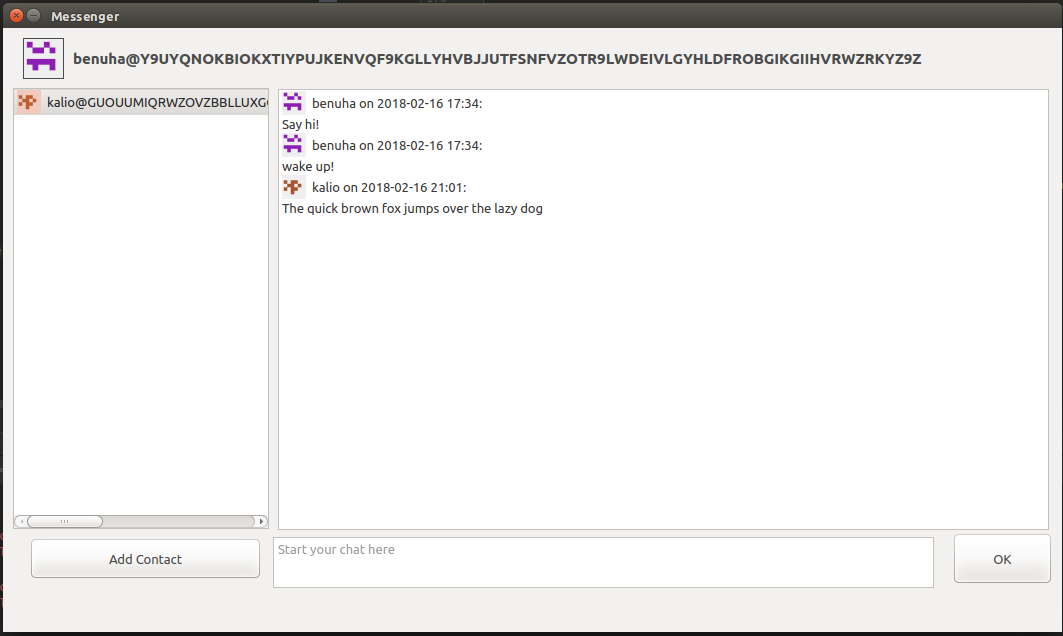 Messenger
benuha@Y9UYQNOKBIOKXTIYPUJKENVQF9KGLLYHVBJJUTFSNFVZOTR9LWDEIVLGYHLDFROBGIKGIIHVRWZRKYZ9Z
kalio@GUOUUMIQRWZOVZBBLLUXG
benuha on 2018-02-16 17:34:
Say hi!
benuha on 2018-02-16 17:34:
wake up!
kalio on 2018-02-16 21:01:
The quick brown fox jumps over the lazy dog
Add Contact
Start your chat here
OK